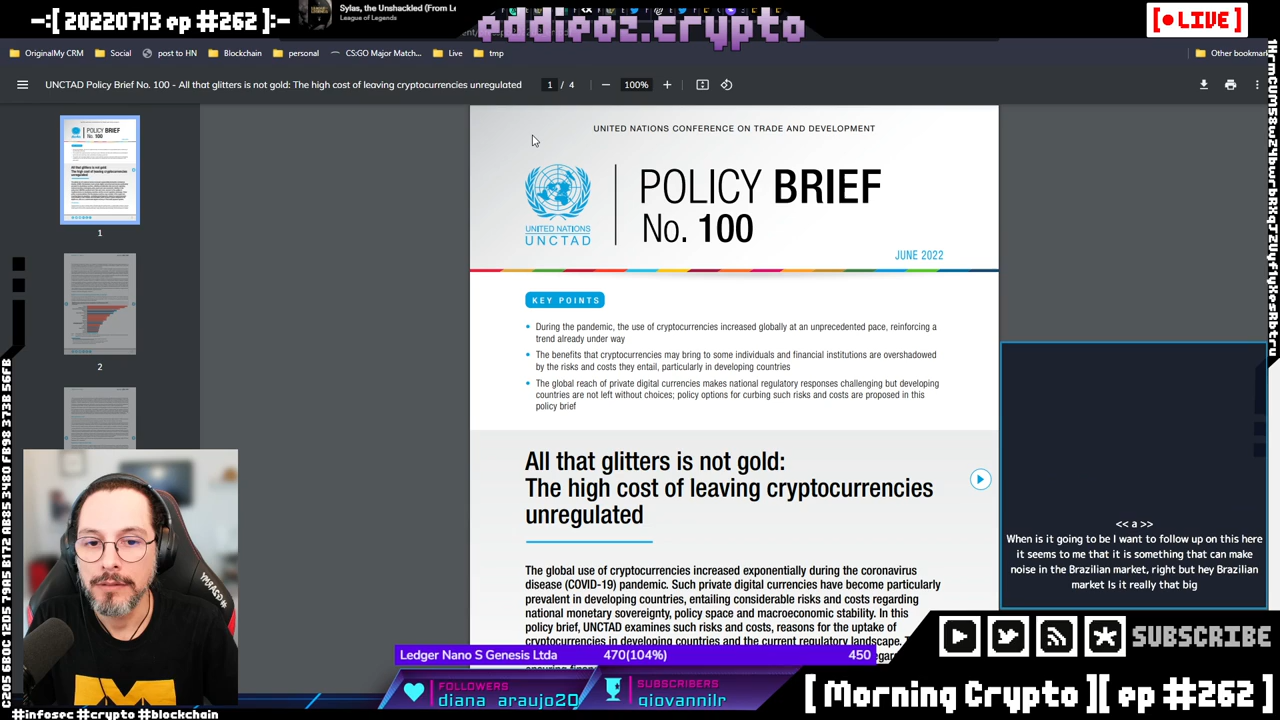 -:[ 20220713 ep #262 ]:-
Sylas, the Unshackled (From Le
League of Legends
eddieoz.crypto
[ LIVE ]
OriginalMy CRM
Social
post to HN
Blockchain
personal
CS:GO Major Match...
Live
tmp
Other bookmar
UNCTAD Policy Brief No. 100 - All that glitters is not gold: The high cost of leaving cryptocurrencies unregulated
1 / 4
100%
UNITED NATIONS CONFERENCE ON TRADE AND DEVELOPMENT
UNITED NATIONS
UNCTAD
POLICY BRIEF
No. 100
JUNE 2022
KEY POINTS
• During the pandemic, the use of cryptocurrencies increased globally at an unprecedented pace, reinforcing a
trend already under way
• The benefits that cryptocurrencies may bring to some individuals and financial institutions are overshadowed
by the risks and costs they entail, particularly in developing countries
• The global reach of private digital currencies makes national regulatory responses challenging but developing
countries are not left without choices; policy options for curbing such risks and costs are proposed in this
policy brief
All that glitters is not gold:
The high cost of leaving cryptocurrencies
unregulated
The global use of cryptocurrencies increased exponentially during the coronavirus
disease (COVID-19) pandemic. Such private digital currencies have become particularly
prevalent in developing countries, entailing considerable risks and costs regarding
national monetary sovereignty, policy space and macroeconomic stability. In this
policy brief, UNCTAD examines such risks and costs, reasons for the uptake of
cryptocurrencies in developing countries and the current regulatory landscape.
1
2
<< a >>
When is it going to be I want to follow up on this here
it seems to me that it is something that can make
noise in the Brazilian market, right but hey Brazilian
market Is it really that big
YARAGON
Ledger Nano S Genesis Ltda
470(104%)
450
FOLLOWERS
diana_araujo20
SUBSCRIBERS
giovannilr
SUBSCRIBE
[ Morning Crypto ][ ep #262 ]
#infosec #crypto #blockchain